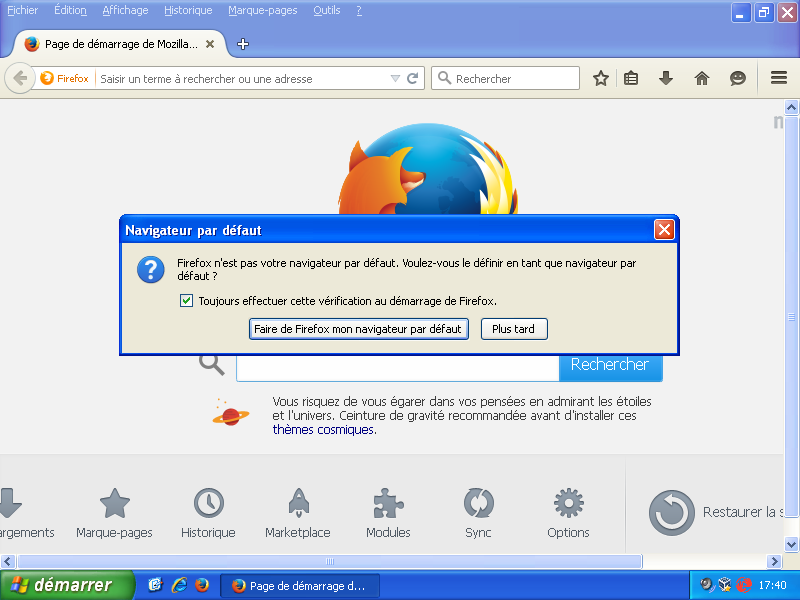 Fichier Édition Affichage Historique Marque-pages Outils ?
Page de démarrage de Mozilla...
Firefox Saisir un terme à rechercher ou une adresse Rechercher
Navigateur par défaut
Firefox n'est pas votre navigateur par défaut. Voulez-vous le définir en tant que navigateur par
défaut ?
Toujours effectuer cette vérification au démarrage de Firefox.
Faire de Firefox mon navigateur par défaut Plus tard
Rechercher
Vous risquez de vous égarer dans vos pensées en admirant les étoiles
et l'univers. Ceinture de gravité recommandée avant d'installer ces
thèmes cosmiques.
argements Marque-pages Historique Marketplace Modules Sync Options Restaurer la s
démarrer Page de démarrage d... 17:40